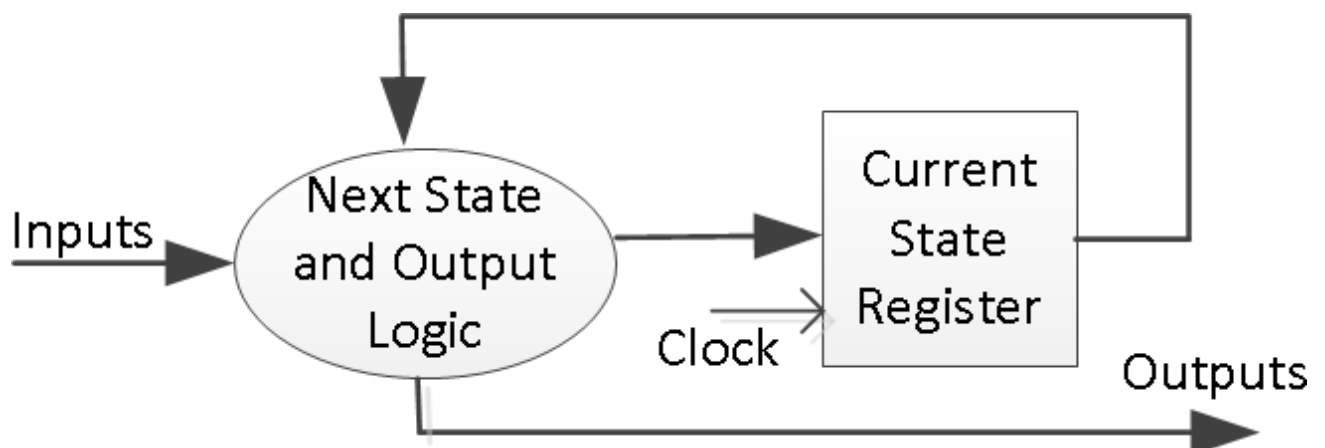 Inputs
Next State
and Output
Logic
Clock
Current
State
Register
Outputs